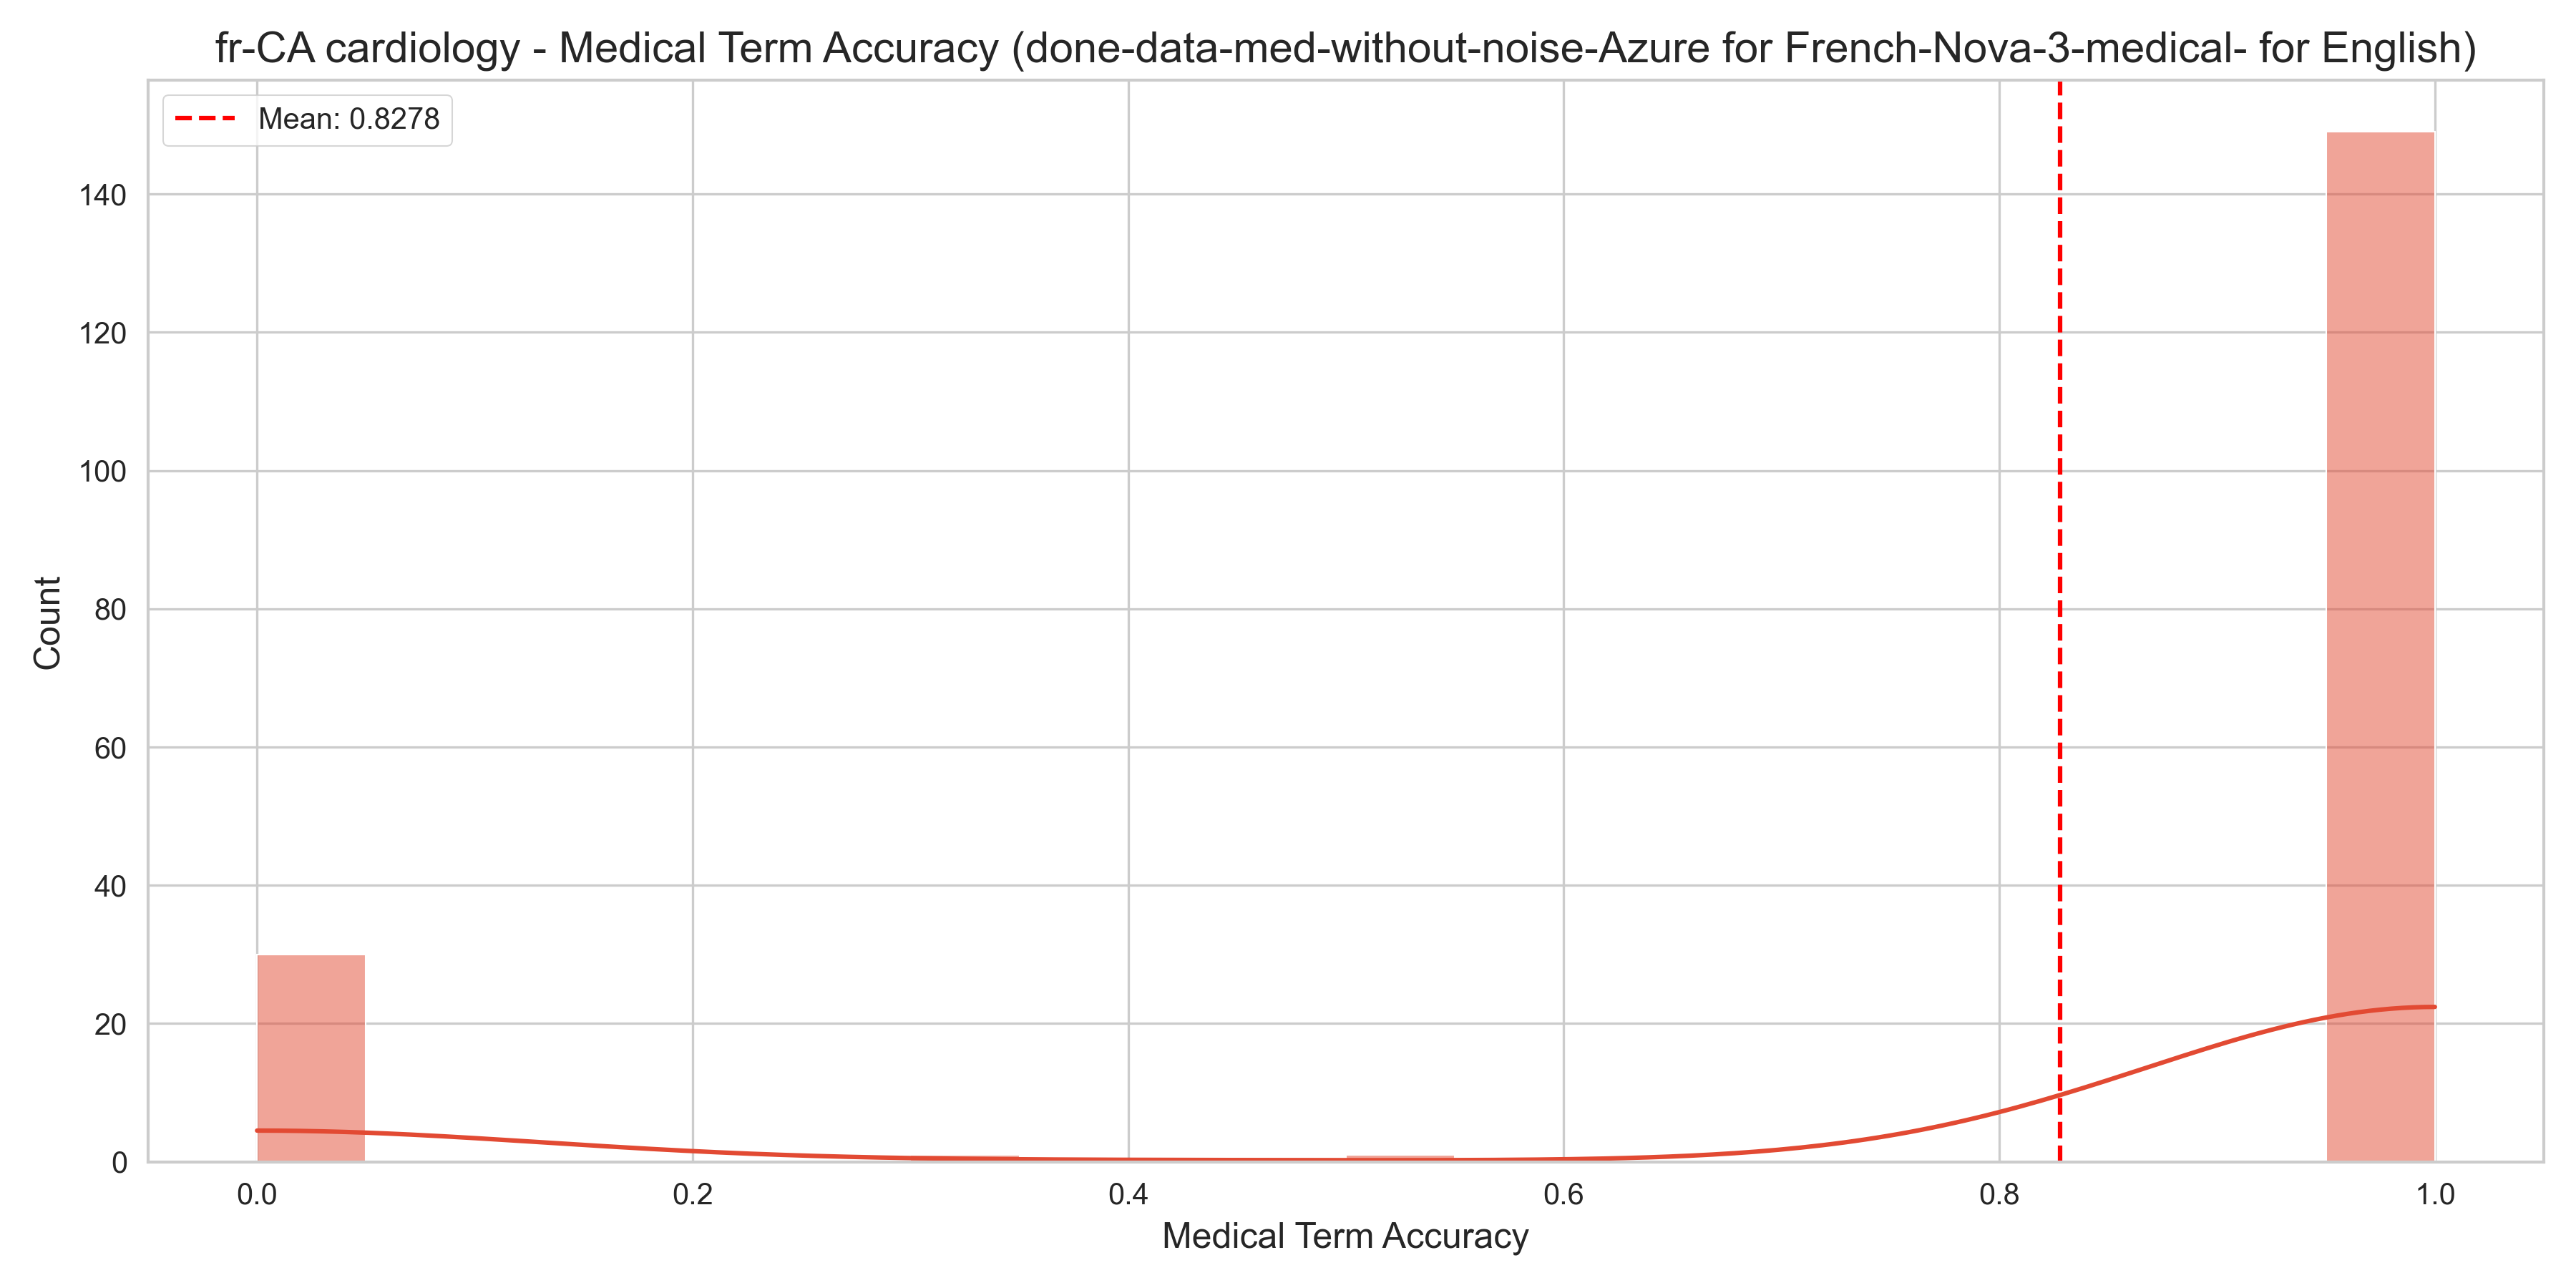 fr-CA cardiology - Medical Term Accuracy (done-data-med-without-noise-Azure for French-Nova-3-medical- for English)
Mean: 0.8278
140
120
100
80
60
40
20
0
Count
0.0 0.2 0.4 0.6 0.8 1.0
Medical Term Accuracy